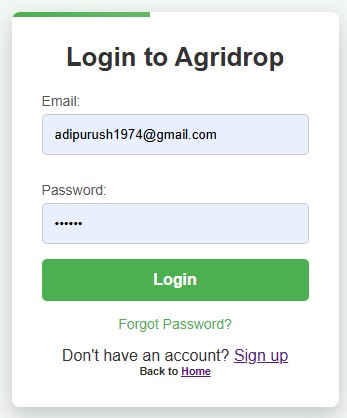 Login to Agridrop
Email:
adipurush1974@gmail.com
Password:
••••••
Login
Forgot Password?
Don't have an account? Sign up
Back to Home